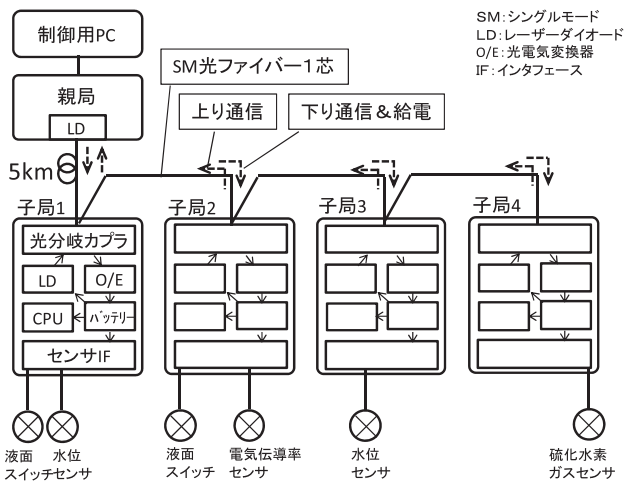 制御用PC
SM:シングルモード
LD:レーザーダイオード
O/E:光電気変換器
IF:インタフェース
親局
LD
SM光ファイバー1芯
上り通信
下り通信&給電
5km
子局1
子局2
子局3
子局4
光分岐カプラ
LD
O/E
CPU
バッテリー
センサIF
液面
スイッチ
水位
センサ
液面
スイッチ
電気伝導率
センサ
水位
センサ
硫化水素
ガスセンサ